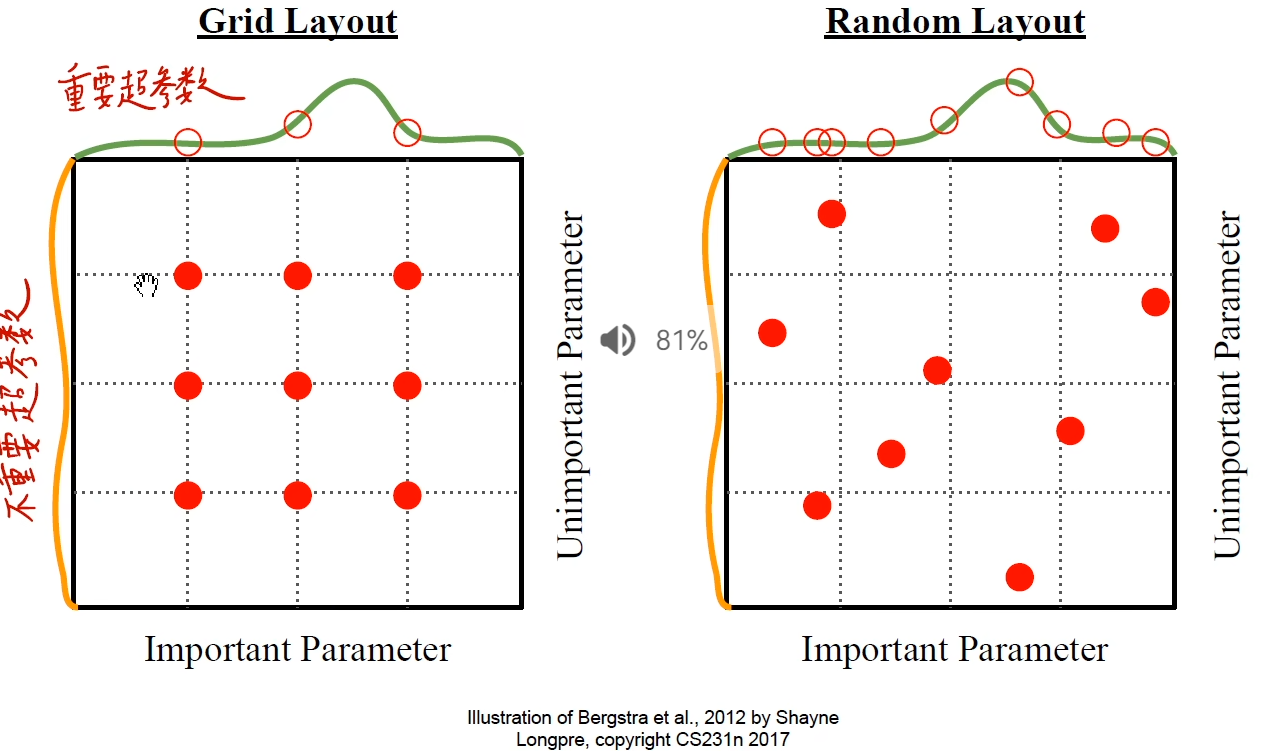 Grid Layout
Random Layout
重要超参数
不重要超参数
Unimportant Parameter
81%
Unimportant Parameter
Important Parameter
Important Parameter
Illustration of Bergstra et al., 2012 by Shayne
Longpre, copyright CS231n 2017